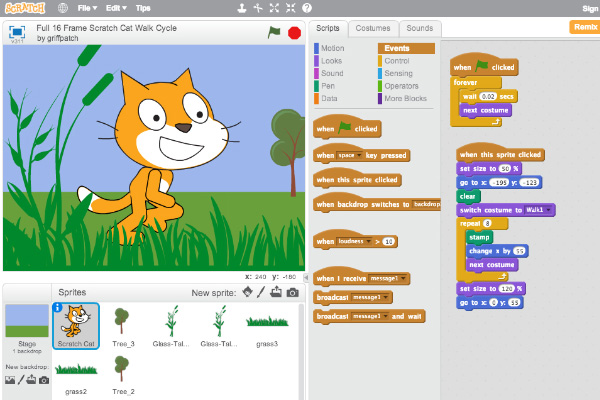 SCRATCH File Edit Tips Sign
Full 16 Frame Scratch Cat Walk Cycle
by griffpatch
Remix
x: 240 y: -180
Sprites New sprite:
Stage
1 backdrop
New backdrop:
Scratch Cat Tree_3 Glass-Tal... Glass-Tal... grass3
grass2 Tree_2
Scripts Costumes Sounds
Motion Events
Looks Control
Sound Sensing
Pen Operators
Data More Blocks
when clicked
when space key pressed
when this sprite clicked
when backdrop switches to backdrop
when loudness > 10
when I receive message1
broadcast message1
broadcast message1 and wait
when clicked
forever
wait 0.02 secs
next costume
when this sprite clicked
set size to 50 %
go to x: -195 y: -123
clear
switch costume to Walk1
repeat 8
stamp
change x by 55
next costume
set size to 120 %
go to x: 0 y: 33